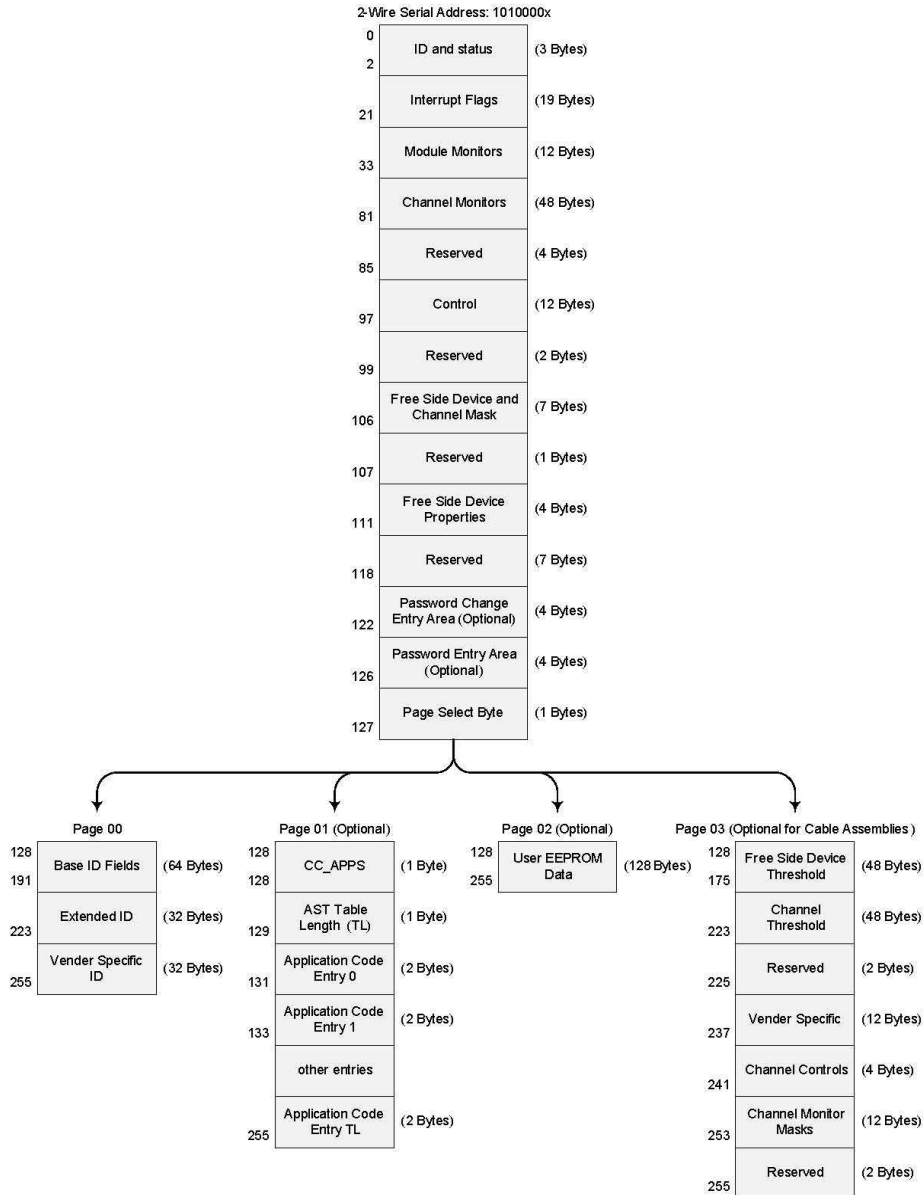 2-Wire Serial Address: 1010000x
0
ID and status (3 Bytes)
2
Interrupt Flags (19 Bytes)
21
Module Monitors (12 Bytes)
33
Channel Monitors (48 Bytes)
81
Reserved (4 Bytes)
85
Control (12 Bytes)
97
Reserved (2 Bytes)
99
Free Side Device and
Channel Mask (7 Bytes)
106
Reserved (1 Bytes)
107
Free Side Device
Properties (4 Bytes)
111
Reserved (7 Bytes)
118
Password Change
Entry Area (Optional) (4 Bytes)
122
Password Entry Area
(Optional) (4 Bytes)
126
Page Select Byte (1 Bytes)
127
Page 00
128
Base ID Fields (64 Bytes)
191
Extended ID (32 Bytes)
223
Vender Specific
ID (32 Bytes)
255
Page 01 (Optional)
128
CC_APPS (1 Byte)
128
AST Table
Length (TL) (1 Byte)
129
Application Code
Entry 0 (2 Bytes)
131
Application Code
Entry 1 (2 Bytes)
133
other entries
Application Code
Entry TL (2 Bytes)
255
Page 02 (Optional)
128
User EEPROM
Data (128 Bytes)
255
Page 03 (Optional for Cable Assemblies)
128
Free Side Device
Threshold (48 Bytes)
175
Channel
Threshold (48 Bytes)
223
Reserved (2 Bytes)
225
Vender Specific (12 Bytes)
237
Channel Controls (4 Bytes)
241
Channel Monitor
Masks (12 Bytes)
253
Reserved (2 Bytes)
255